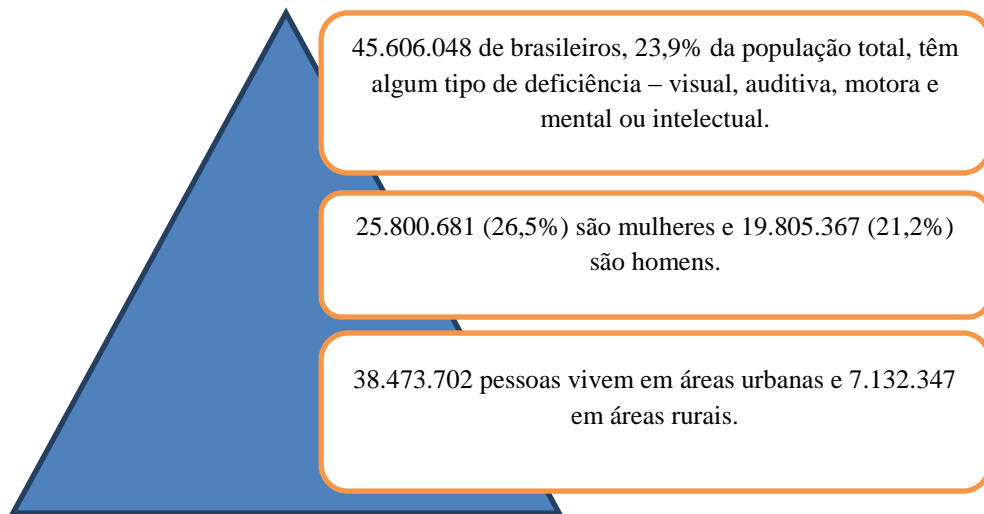 45.606.048 de brasileiros, 23,9% da população total, têm
algum tipo de deficiência – visual, auditiva, motora e
mental ou intelectual.
25.800.681 (26,5%) são mulheres e 19.805.367 (21,2%)
são homens.
38.473.702 pessoas vivem em áreas urbanas e 7.132.347
em áreas rurais.